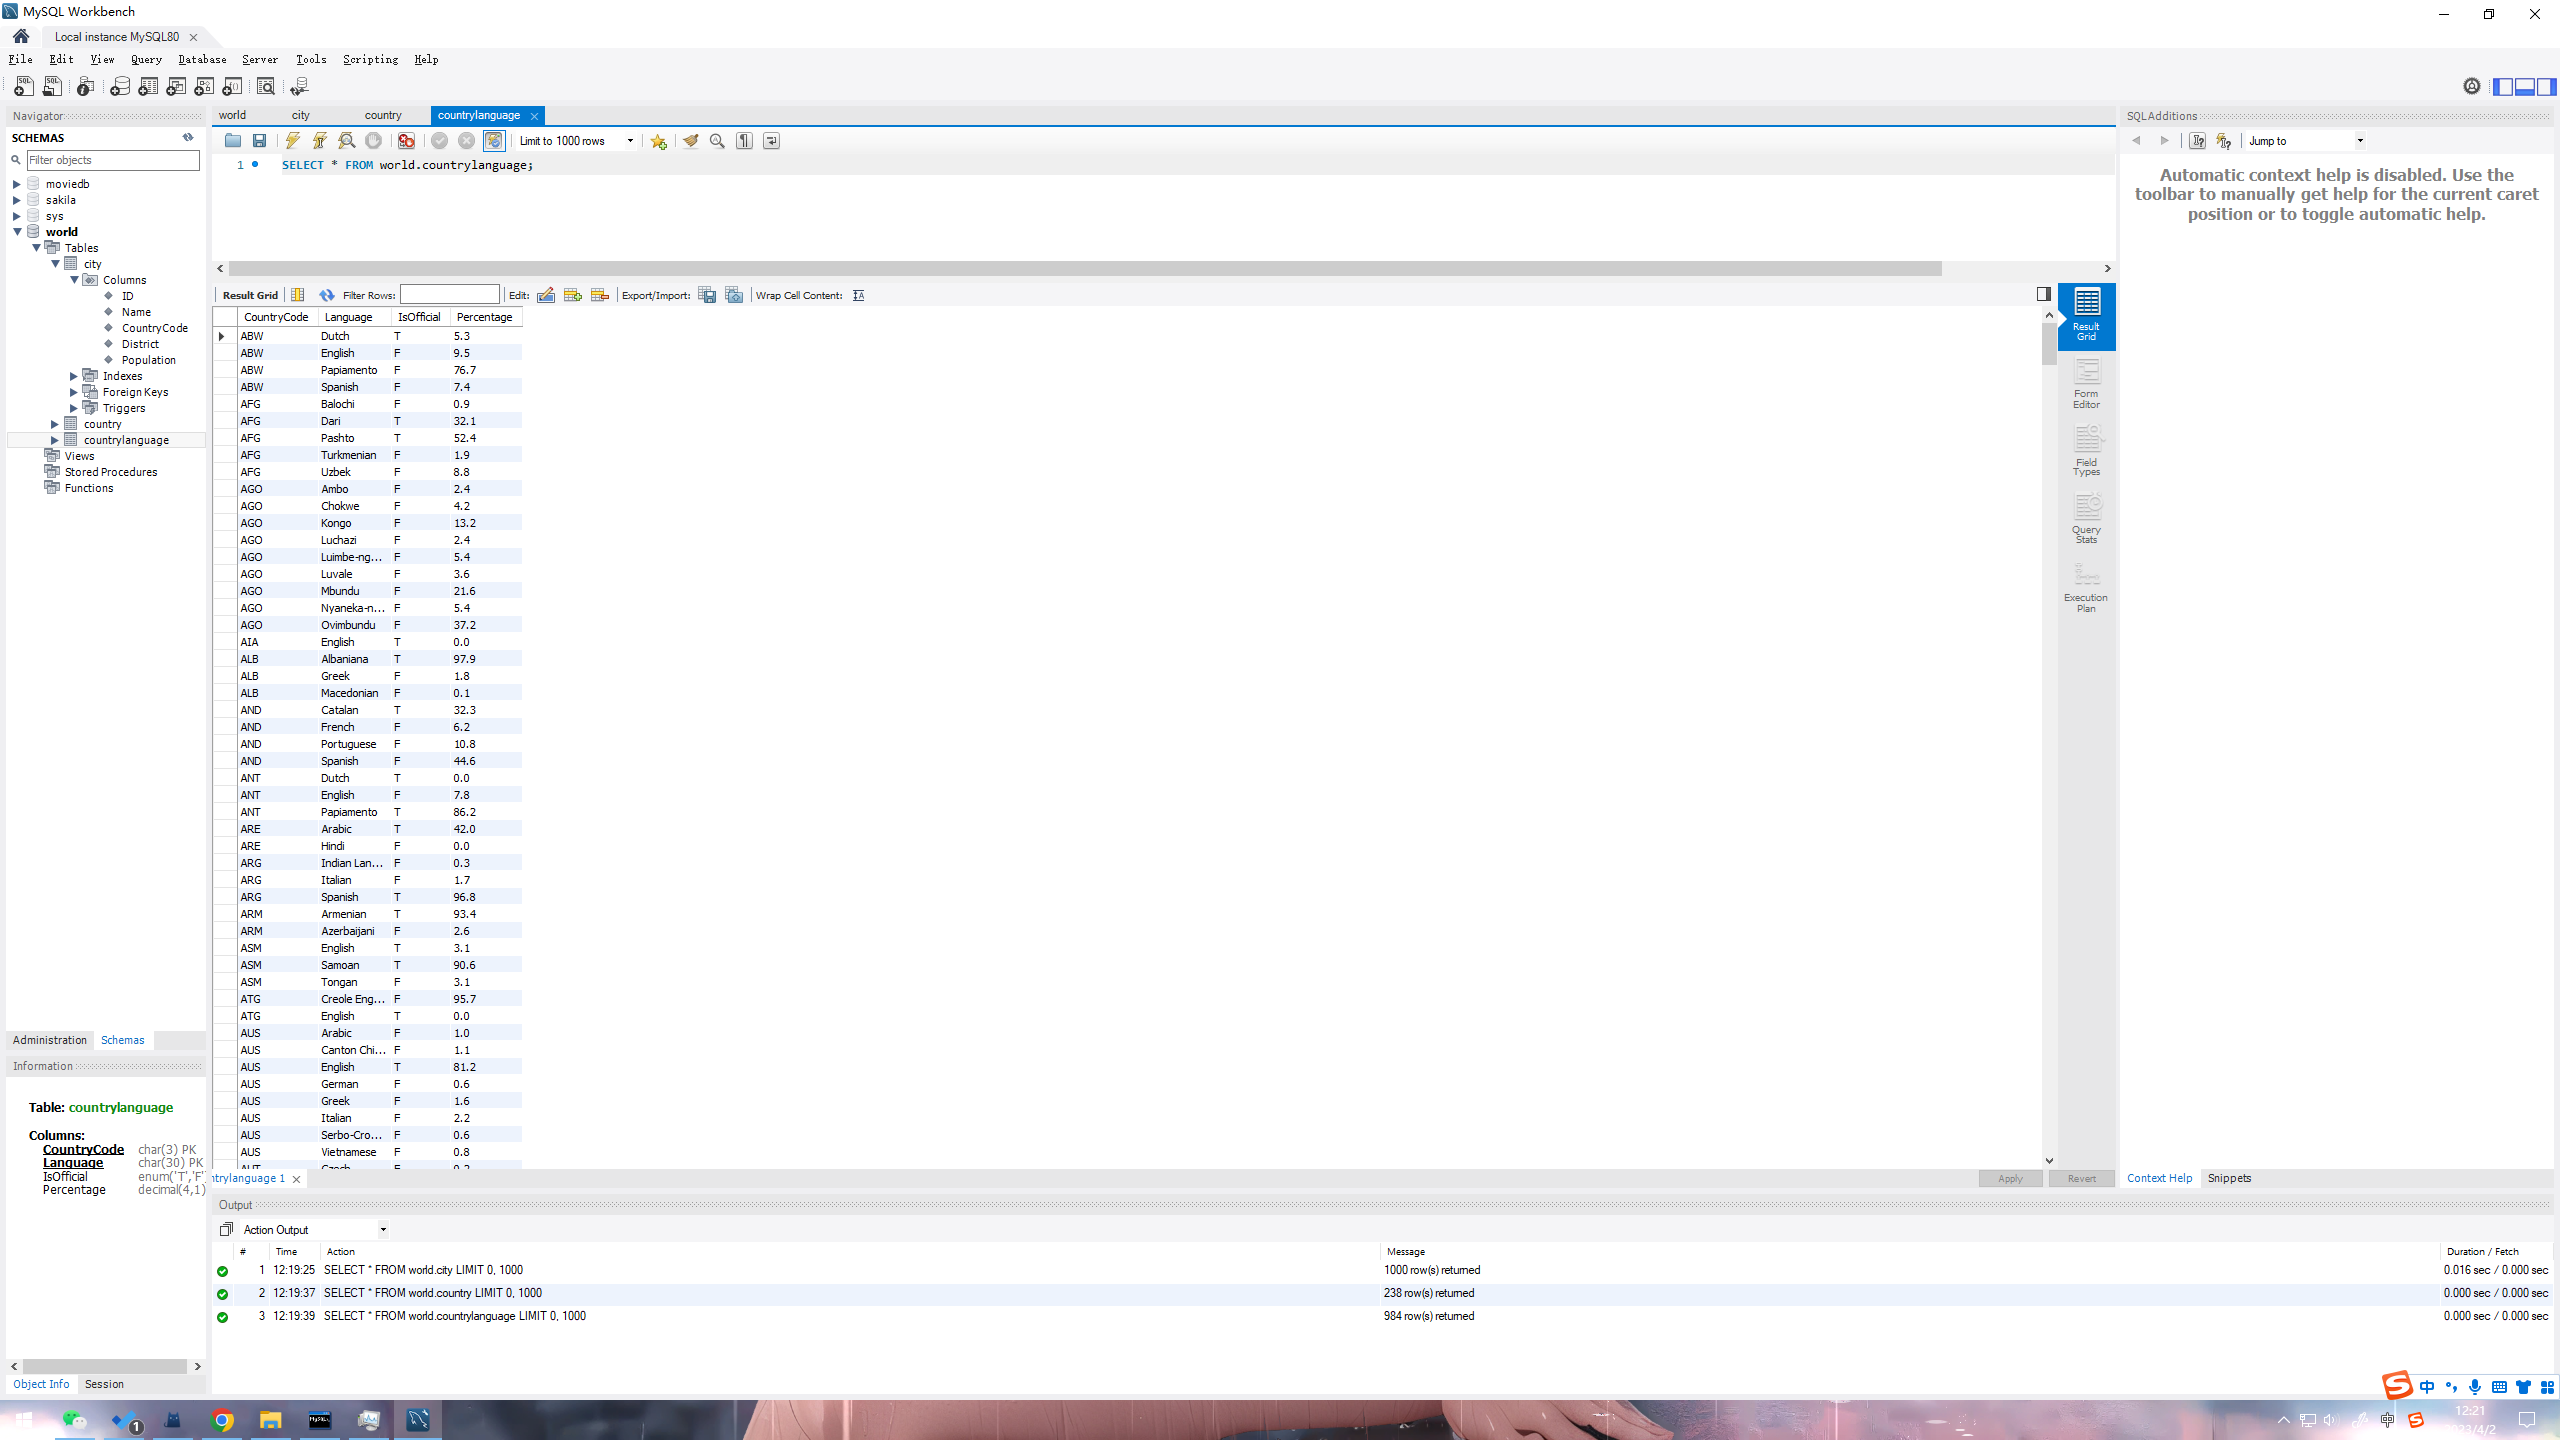 MySQL Workbench
Local instance MySQL80
File Edit View Query Database Server Tools Scripting Help
Navigator
SCHEMAS
Filter objects
moviedb
sakila
sys
world
Tables
city
Columns
ID
Name
CountryCode
District
Population
Indexes
Foreign Keys
Triggers
country
countrylanguage
Views
Stored Procedures
Functions
Administration Schemas
Information
Table: countrylanguage
Columns:
CountryCode char(3) PK
Language char(30) PK
IsOfficial enum('T','F')
Percentage decimal(4,1)
Object Info Session
world city country countrylanguage
Limit to 1000 rows
1 SELECT * FROM world.countrylanguage;
Result Grid Filter Rows: Edit: Export/Import: Wrap Cell Content:
CountryCode Language IsOfficial Percentage
ABW Dutch T 5.3
ABW English F 9.5
ABW Papiamento F 76.7
ABW Spanish F 7.4
AFG Balochi F 0.9
AFG Dari T 32.1
AFG Pashto T 52.4
AFG Turkmenian F 1.9
AFG Uzbek F 8.8
AGO Ambo F 2.4
AGO Chokwe F 4.2
AGO Kongo F 13.2
AGO Luchazi F 2.4
AGO Luimbe-ng... F 5.4
AGO Luvale F 3.6
AGO Mbundu F 21.6
AGO Nyaneka-n... F 5.4
AGO Ovimbundu F 37.2
AIA English T 0.0
ALB Albaniana T 97.9
ALB Greek F 1.8
ALB Macedonian F 0.1
AND Catalan T 32.3
AND French F 6.2
AND Portuguese F 10.8
AND Spanish F 44.6
ANT Dutch T 0.0
ANT English F 7.8
ANT Papiamento T 86.2
ARE Arabic T 42.0
ARE Hindi F 0.0
ARG Indian Lan... F 0.3
ARG Italian F 1.7
ARG Spanish T 96.8
ARM Armenian T 93.4
ARM Azerbaijani F 2.6
ASM English T 3.1
ASM Samoan T 90.6
ASM Tongan F 3.1
ATG Creole Eng... F 95.7
ATG English T 0.0
AUS Arabic F 1.0
AUS Canton Chi... F 1.1
AUS English T 81.2
AUS German F 0.6
AUS Greek F 1.6
AUS Italian F 2.2
AUS Serbo-Cro... F 0.6
AUS Vietnamese F 0.8
AUT Czech F 0.2
Result Grid
Form Editor
Field Types
Query Stats
Execution Plan
ntrylanguage 1
Apply Revert
SQLAdditions
Jump to
Automatic context help is disabled. Use the
toolbar to manually get help for the current caret
position or to toggle automatic help.
Context Help Snippets
Output
Action Output
# Time Action Message Duration / Fetch
1 12:19:25 SELECT * FROM world.city LIMIT 0, 1000 1000 row(s) returned 0.016 sec / 0.000 sec
2 12:19:37 SELECT * FROM world.country LIMIT 0, 1000 238 row(s) returned 0.000 sec / 0.000 sec
3 12:19:39 SELECT * FROM world.countrylanguage LIMIT 0, 1000 984 row(s) returned 0.000 sec / 0.000 sec
中
1
中
12:21